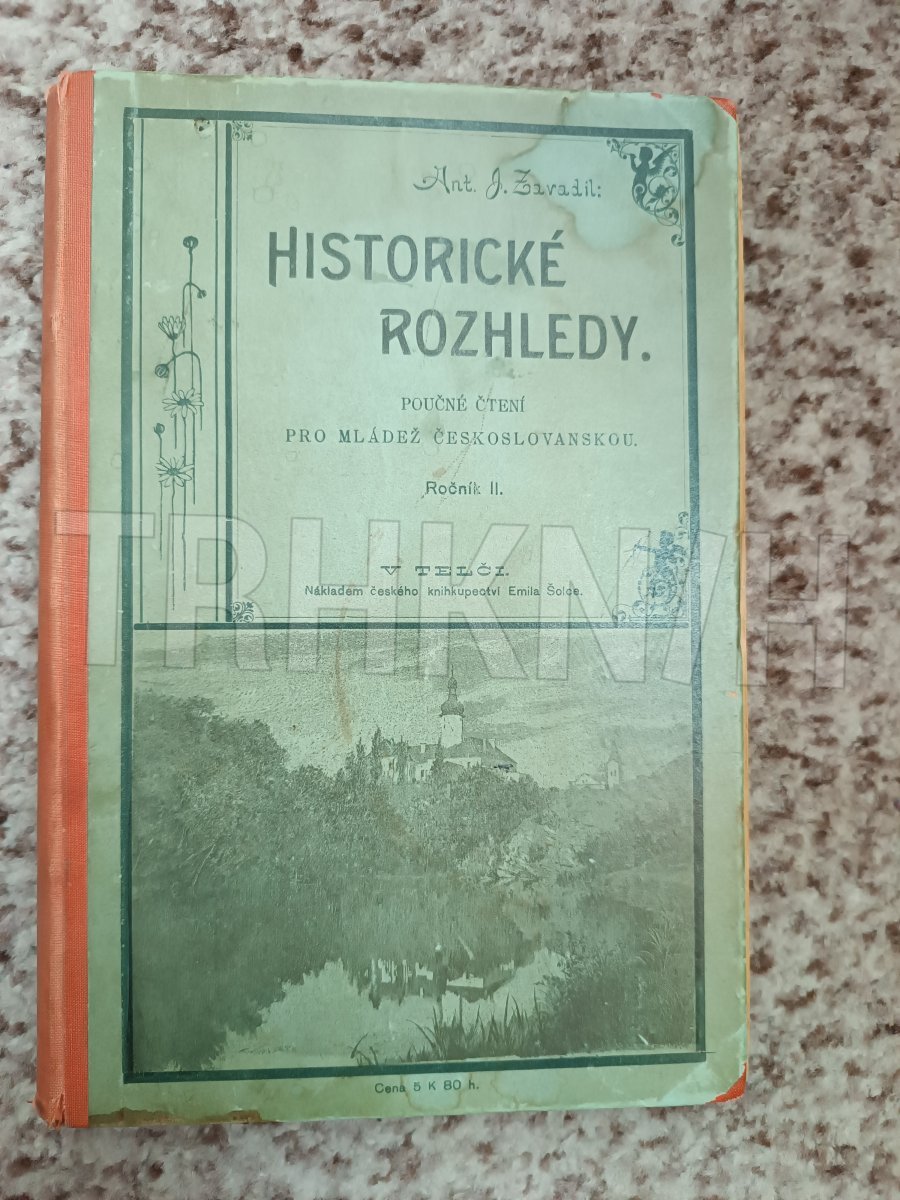 Ant. J. Zavadil:
HISTORICKÉ
ROZHLEDY.
POUČNÉ ČTENÍ
PRO MLÁDEŽ ČESKOSLOVANSKOU.
Ročník II.
V TELČI.
Nákladem českého knihkupectví Emila Šolce.
TRHKNIH
Cena 5 K 80 h.